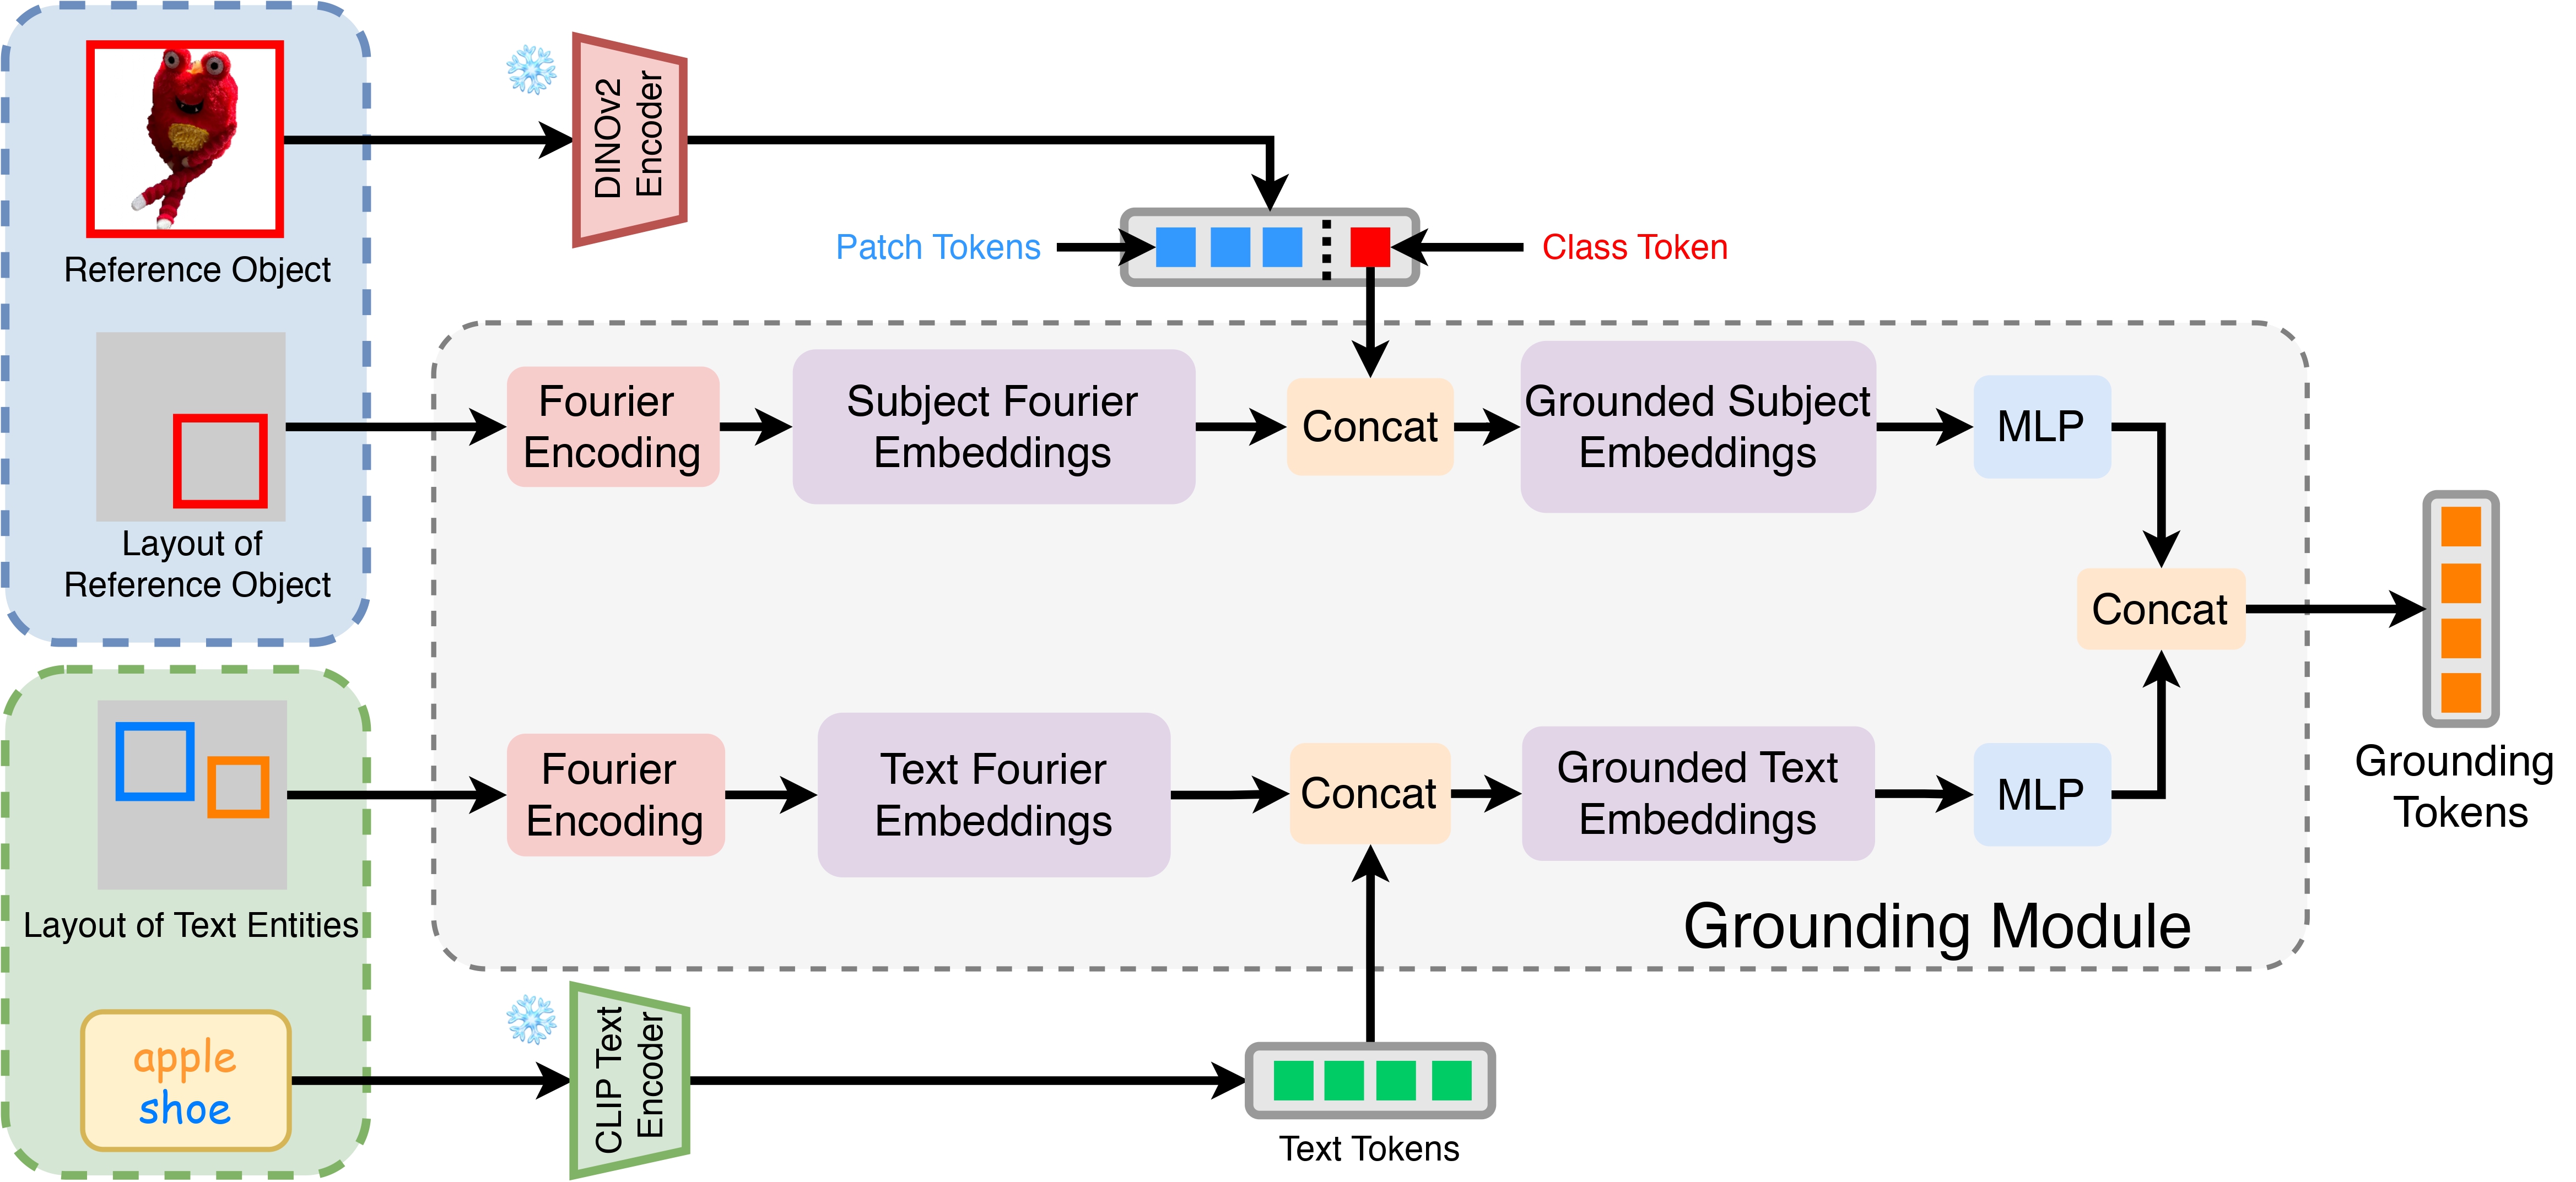 DINOv2
Encoder
Reference Object
Patch Tokens
Class Token
Layout of
Reference Object
Fourier
Encoding
Subject Fourier
Embeddings
Concat
Grounded Subject
Embeddings
MLP
Concat
Grounding
Tokens
Layout of Text Entities
Fourier
Encoding
Text Fourier
Embeddings
Concat
Grounded Text
Embeddings
MLP
Grounding Module
apple
shoe
CLIP Text
Encoder
Text Tokens